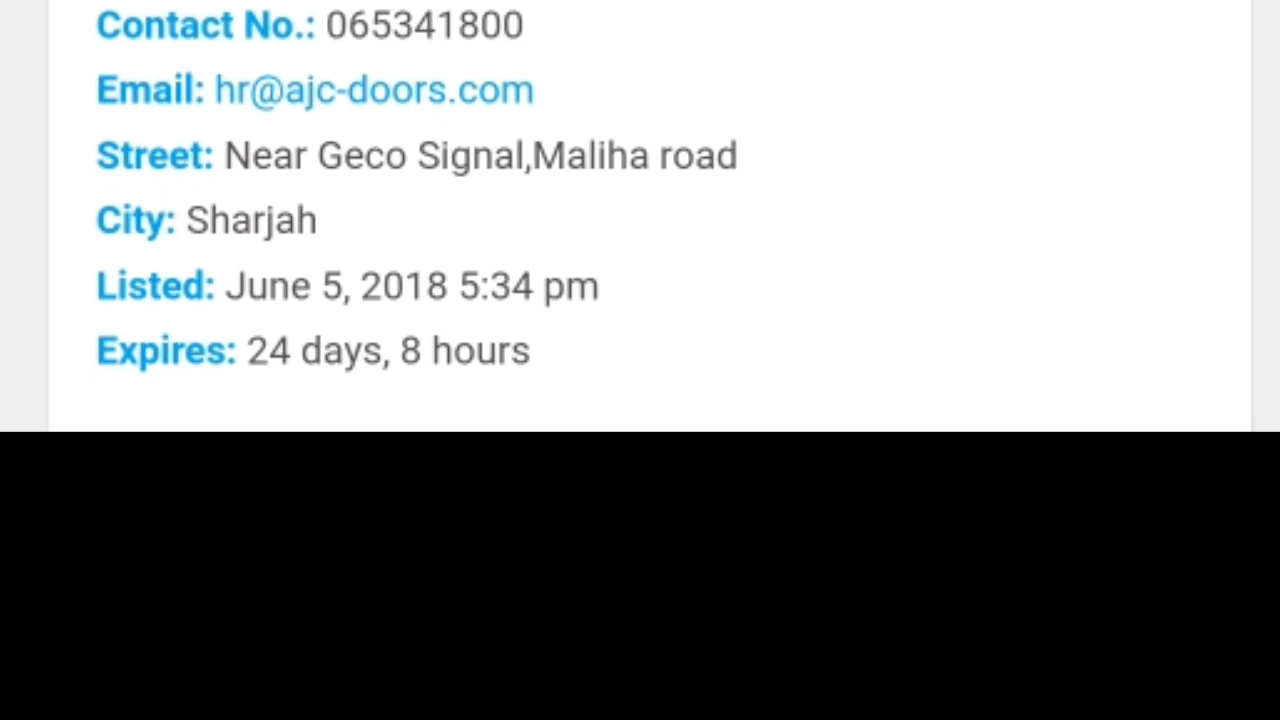 Contact No.: 065341800
Email: hr@ajc-doors.com
Street: Near Geco Signal,Maliha road
City: Sharjah
Listed: June 5, 2018 5:34 pm
Expires: 24 days, 8 hours